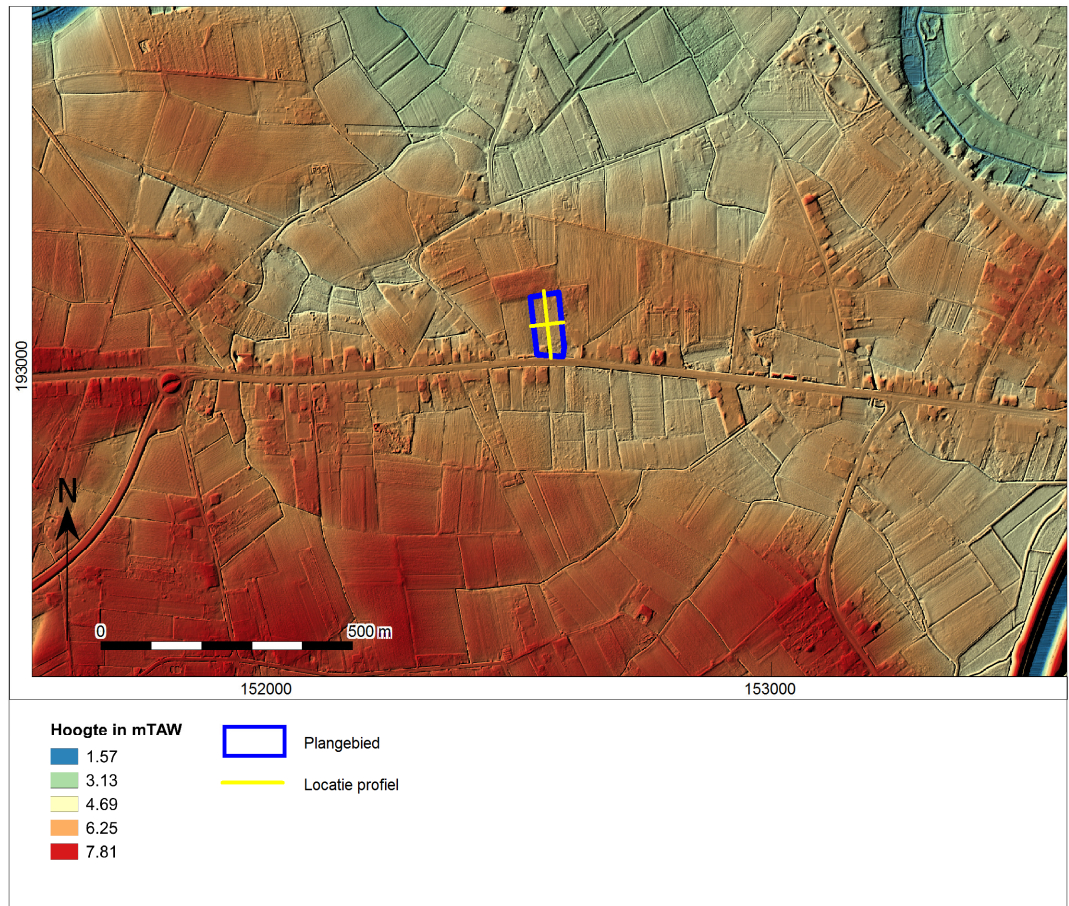 193000
N
0 500 m
152000 153000
Hoogte in mTAW
1.57
3.13
4.69
6.25
7.81
Plangebied
Locatie profiel